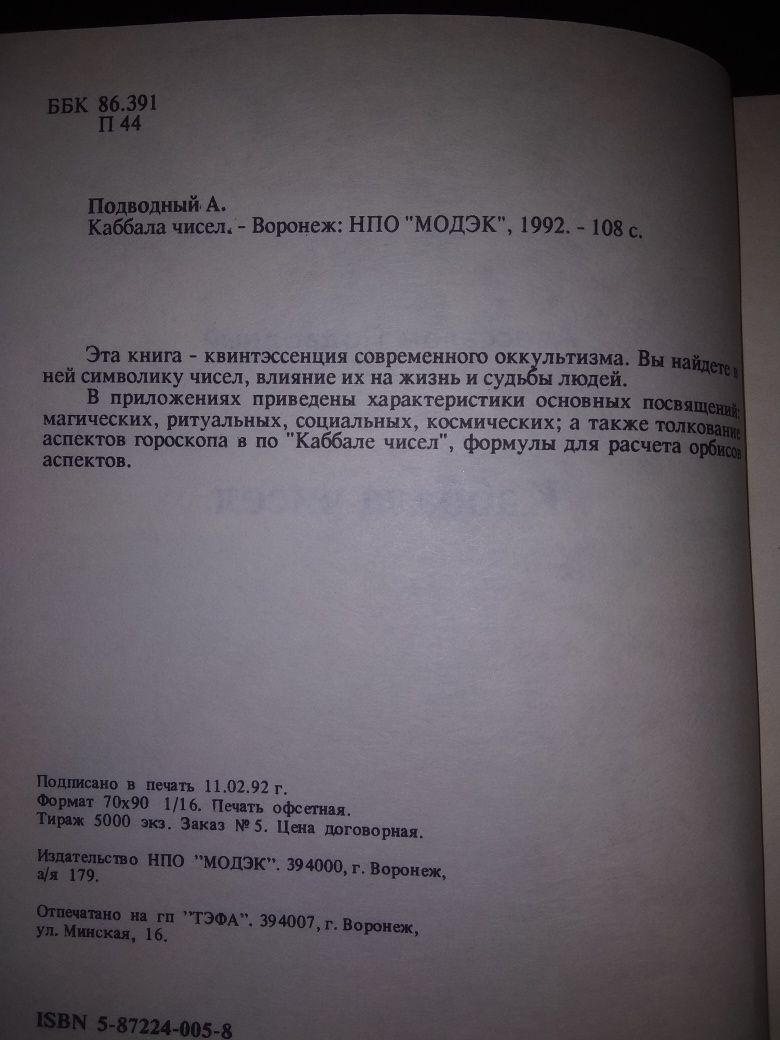 ББК 86.391
П 44
Подводный А.
Каббала чисел. - Воронеж: НПО "МОДЭК", 1992. - 108 с.
Эта книга - квинтэссенция современного оккультизма. Вы найдете в
ней символику чисел, влияние их на жизнь и судьбы людей.
В приложениях приведены характеристики основных посвящений:
магических, ритуальных, социальных, космических; а также толкование
аспектов гороскопа в по "Каббале чисел", формулы для расчета орбисов
аспектов.
Подписано в печать 11.02.92 г.
Формат 70x90 1/16. Печать офсетная.
Тираж 5000 экз. Заказ № 5. Цена договорная.
Издательство НПО "МОДЭК". 394000, г. Воронеж,
а/я 179.
Отпечатано на гп "ТЭФА". 394007, г. Воронеж,
ул. Минская, 16.
ISBN 5-87224-005-8